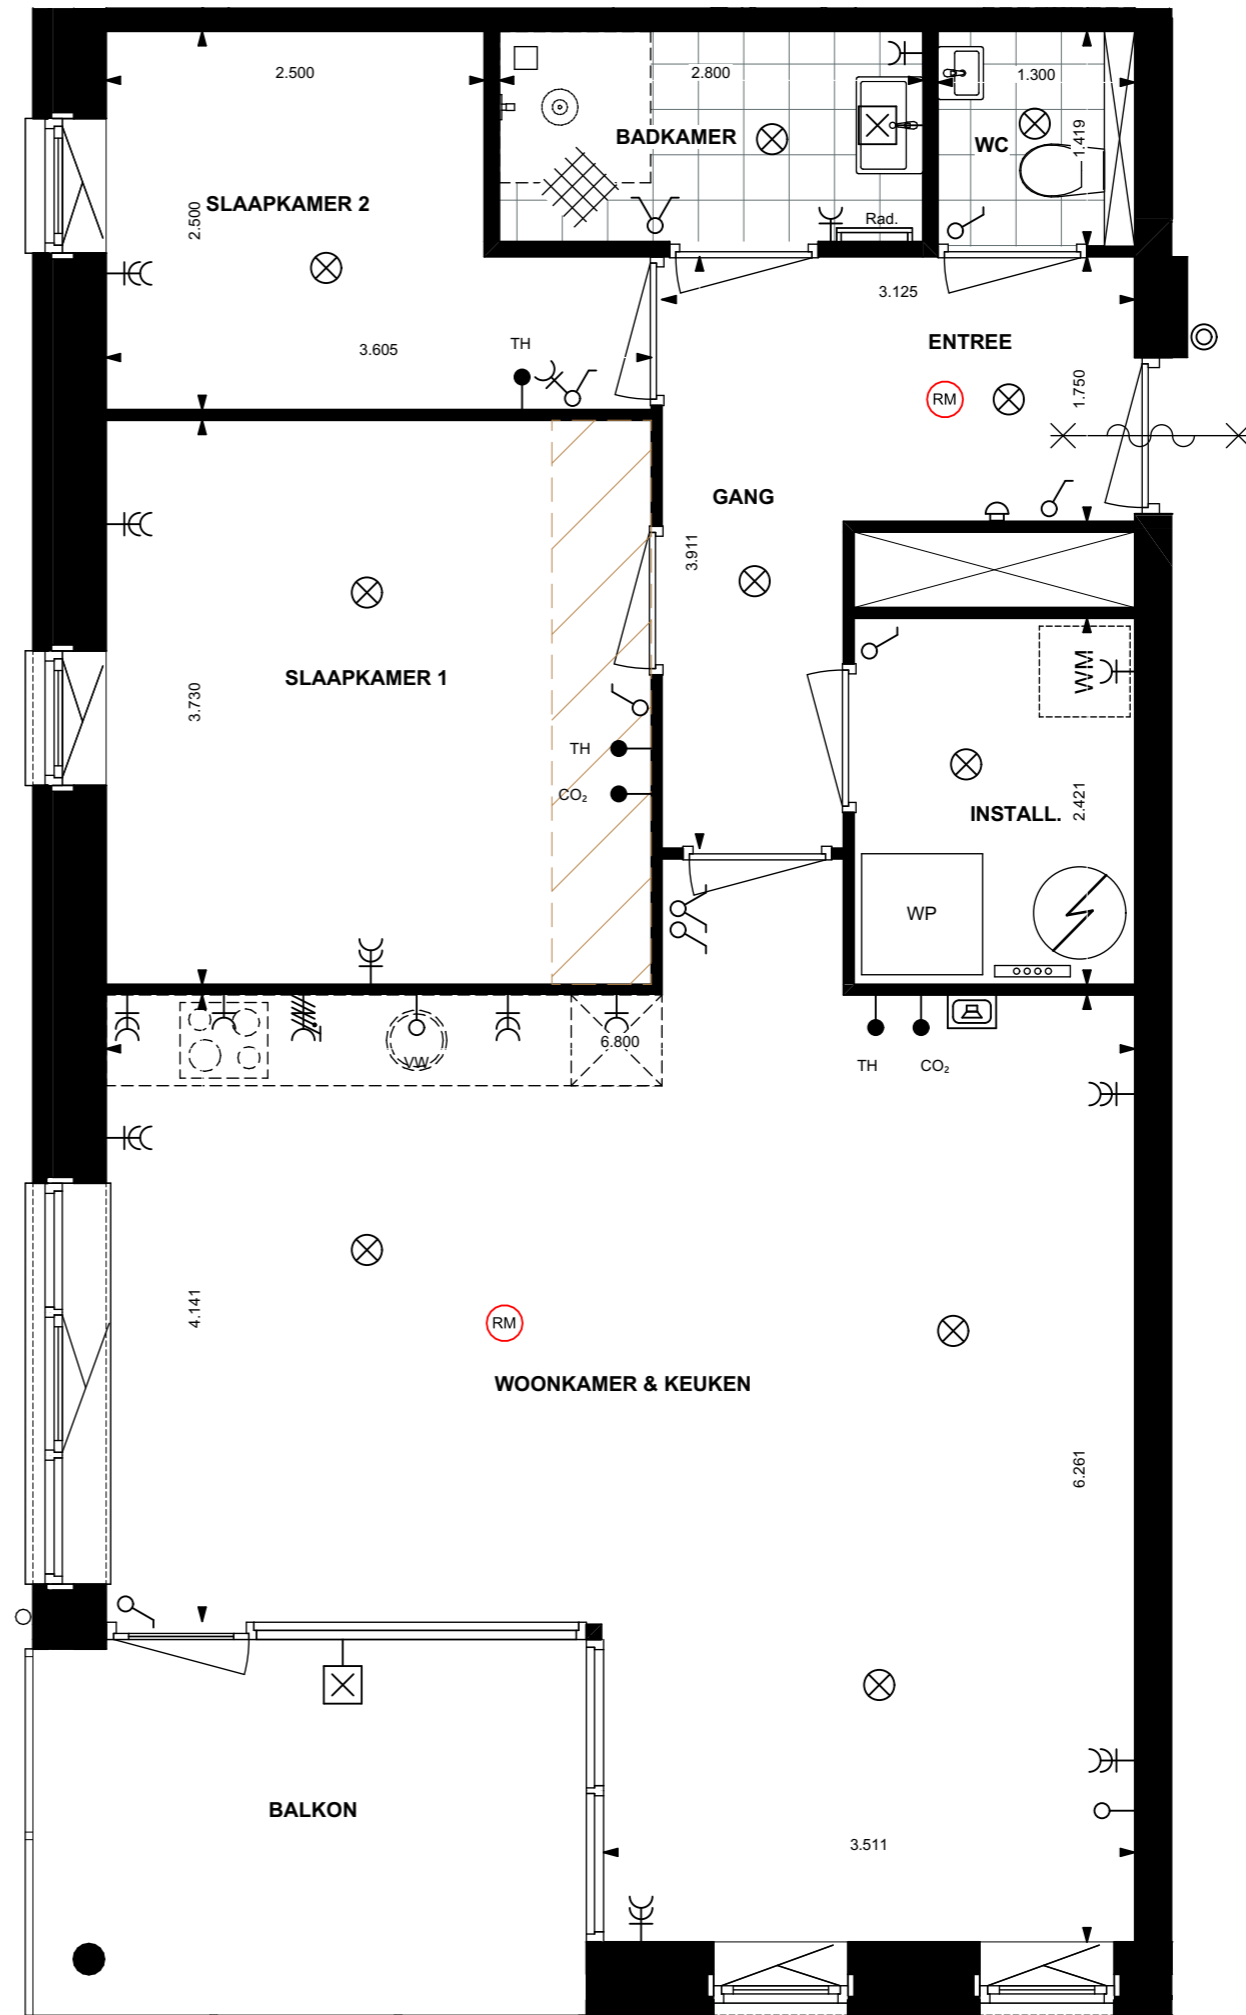 2.500
2.800
1.300
BADKAMER
WC
1.419
SLAAPKAMER 2
2.500
Rad.
3.125
ENTREE
3.605
TH
RM
1.750
GANG
3.911
SLAAPKAMER 1
WM
3.730
TH
CO₂
INSTALL.
2.421
WP
VW
6.800
TH
CO₂
4.141
RM
WOONKAMER & KEUKEN
6.261
BALKON
3.511